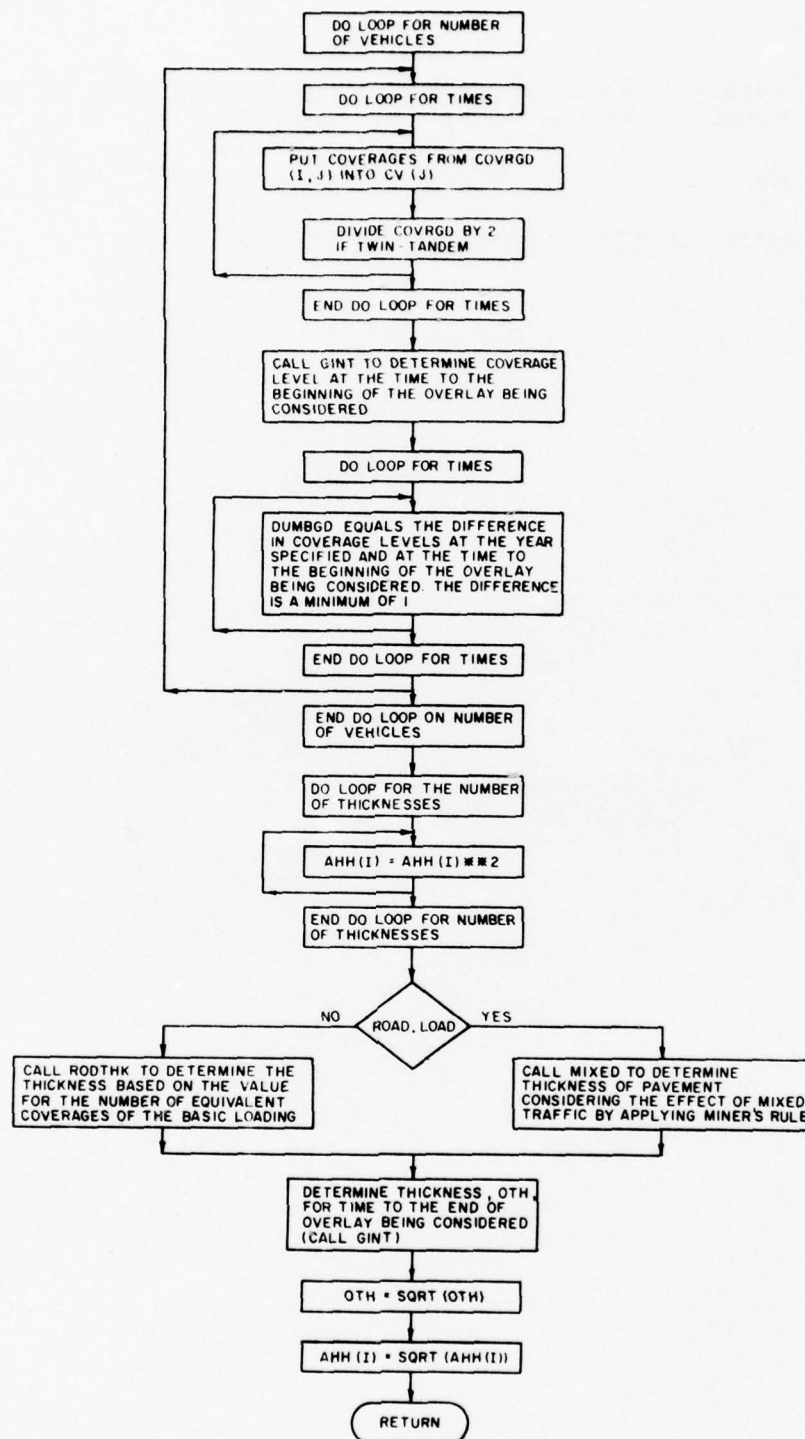 DO LOOP FOR NUMBER
OF VEHICLES
DO LOOP FOR TIMES
PUT COVERAGES FROM COVRGD
(I,J) INTO CV (J)
DIVIDE COVRGD BY 2
IF TWIN-TANDEM
END DO LOOP FOR TIMES
CALL GINT TO DETERMINE COVERAGE
LEVEL AT THE TIME TO THE
BEGINNING OF THE OVERLAY BEING
CONSIDERED
DO LOOP FOR TIMES
DUMBGD EQUALS THE DIFFERENCE
IN COVERAGE LEVELS AT THE YEAR
SPECIFIED AND AT THE TIME TO
THE BEGINNING OF THE OVERLAY
BEING CONSIDERED. THE DIFFERENCE
IS A MINIMUM OF 1
END DO LOOP FOR TIMES
END DO LOOP ON NUMBER
OF VEHICLES
DO LOOP FOR THE NUMBER
OF THICKNESSES
AHH(I) = AHH(I)**2
END DO LOOP FOR NUMBER
OF THICKNESSES
NO
ROAD, LOAD
YES
CALL RODTHK TO DETERMINE THE
THICKNESS BASED ON THE VALUE
FOR THE NUMBER OF EQUIVALENT
COVERAGES OF THE BASIC LOADING
CALL MIXED TO DETERMINE
THICKNESS OF PAVEMENT
CONSIDERING THE EFFECT OF MIXED
TRAFFIC BY APPLYING MINER'S RULE
DETERMINE THICKNESS, OTH,
FOR TIME TO THE END OF
OVERLAY BEING CONSIDERED
(CALL GINT)
OTH = SQRT (OTH)
AHH (I) = SQRT (AHH(I))
RETURN